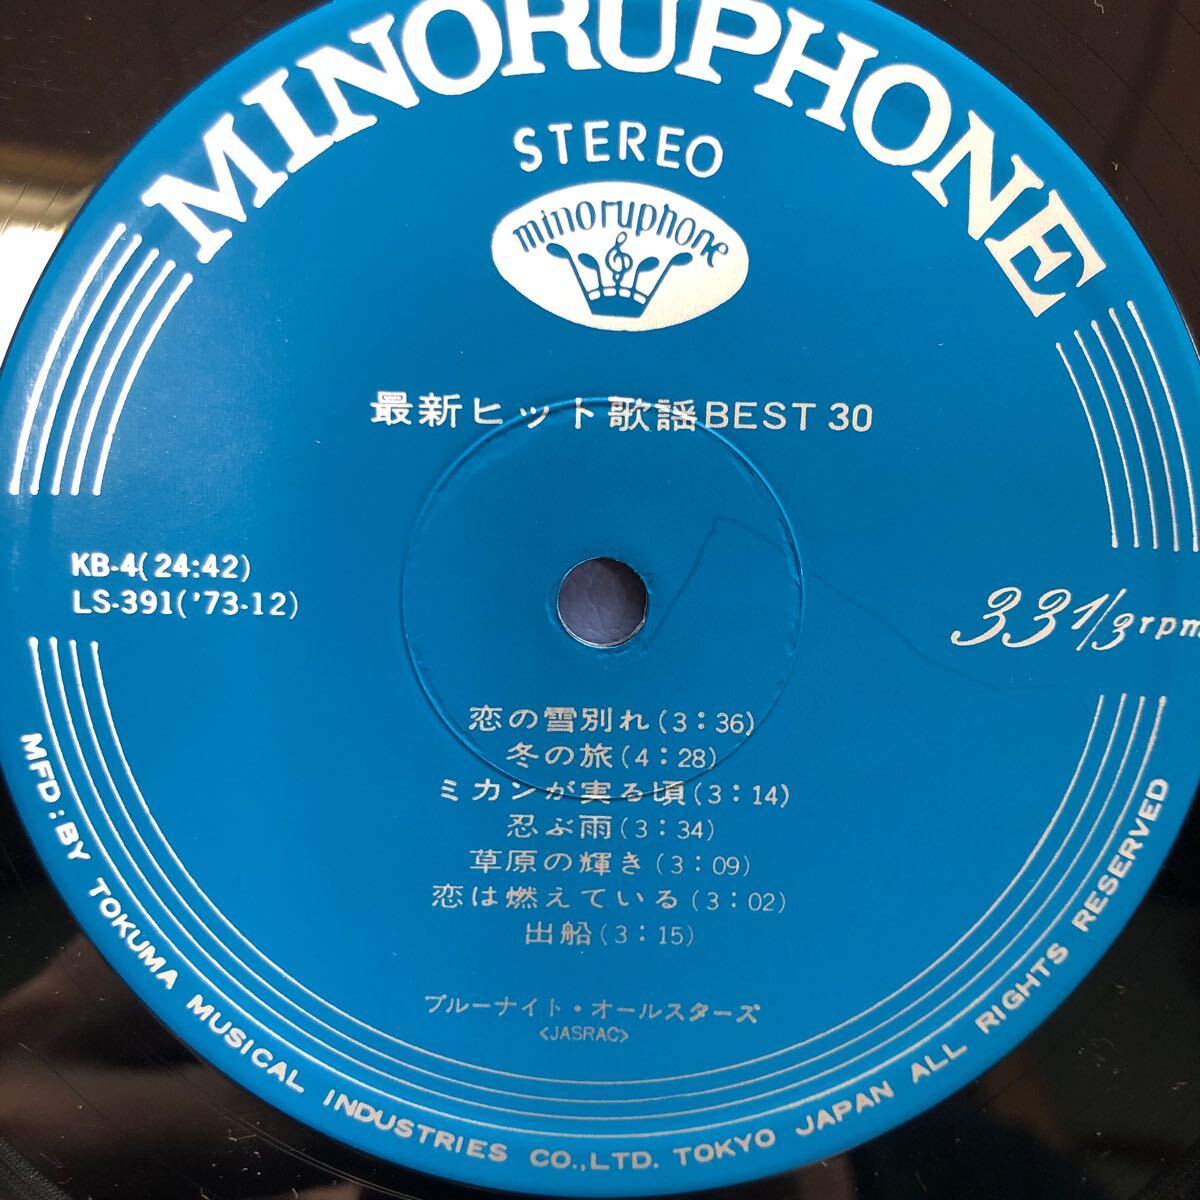 MINORUPHONE
STEREO
minoruphone
最新ヒット歌謡BEST 30
KB-4(24:42)
LS-391('73-12)
33 1/3 rpm
恋の雪別れ(3:36)
冬の旅(4:28)
ミカンが実る頃(3:14)
忍ぶ雨(3:34)
草原の輝き(3:09)
恋は燃えている(3:02)
出船(3:15)
ブルーナイト・オールスターズ
<JASRAC>
MFD: BY TOKUMA MUSICAL INDUSTRIES CO.,LTD. TOKYO JAPAN ALL RIGHTS RESERVED